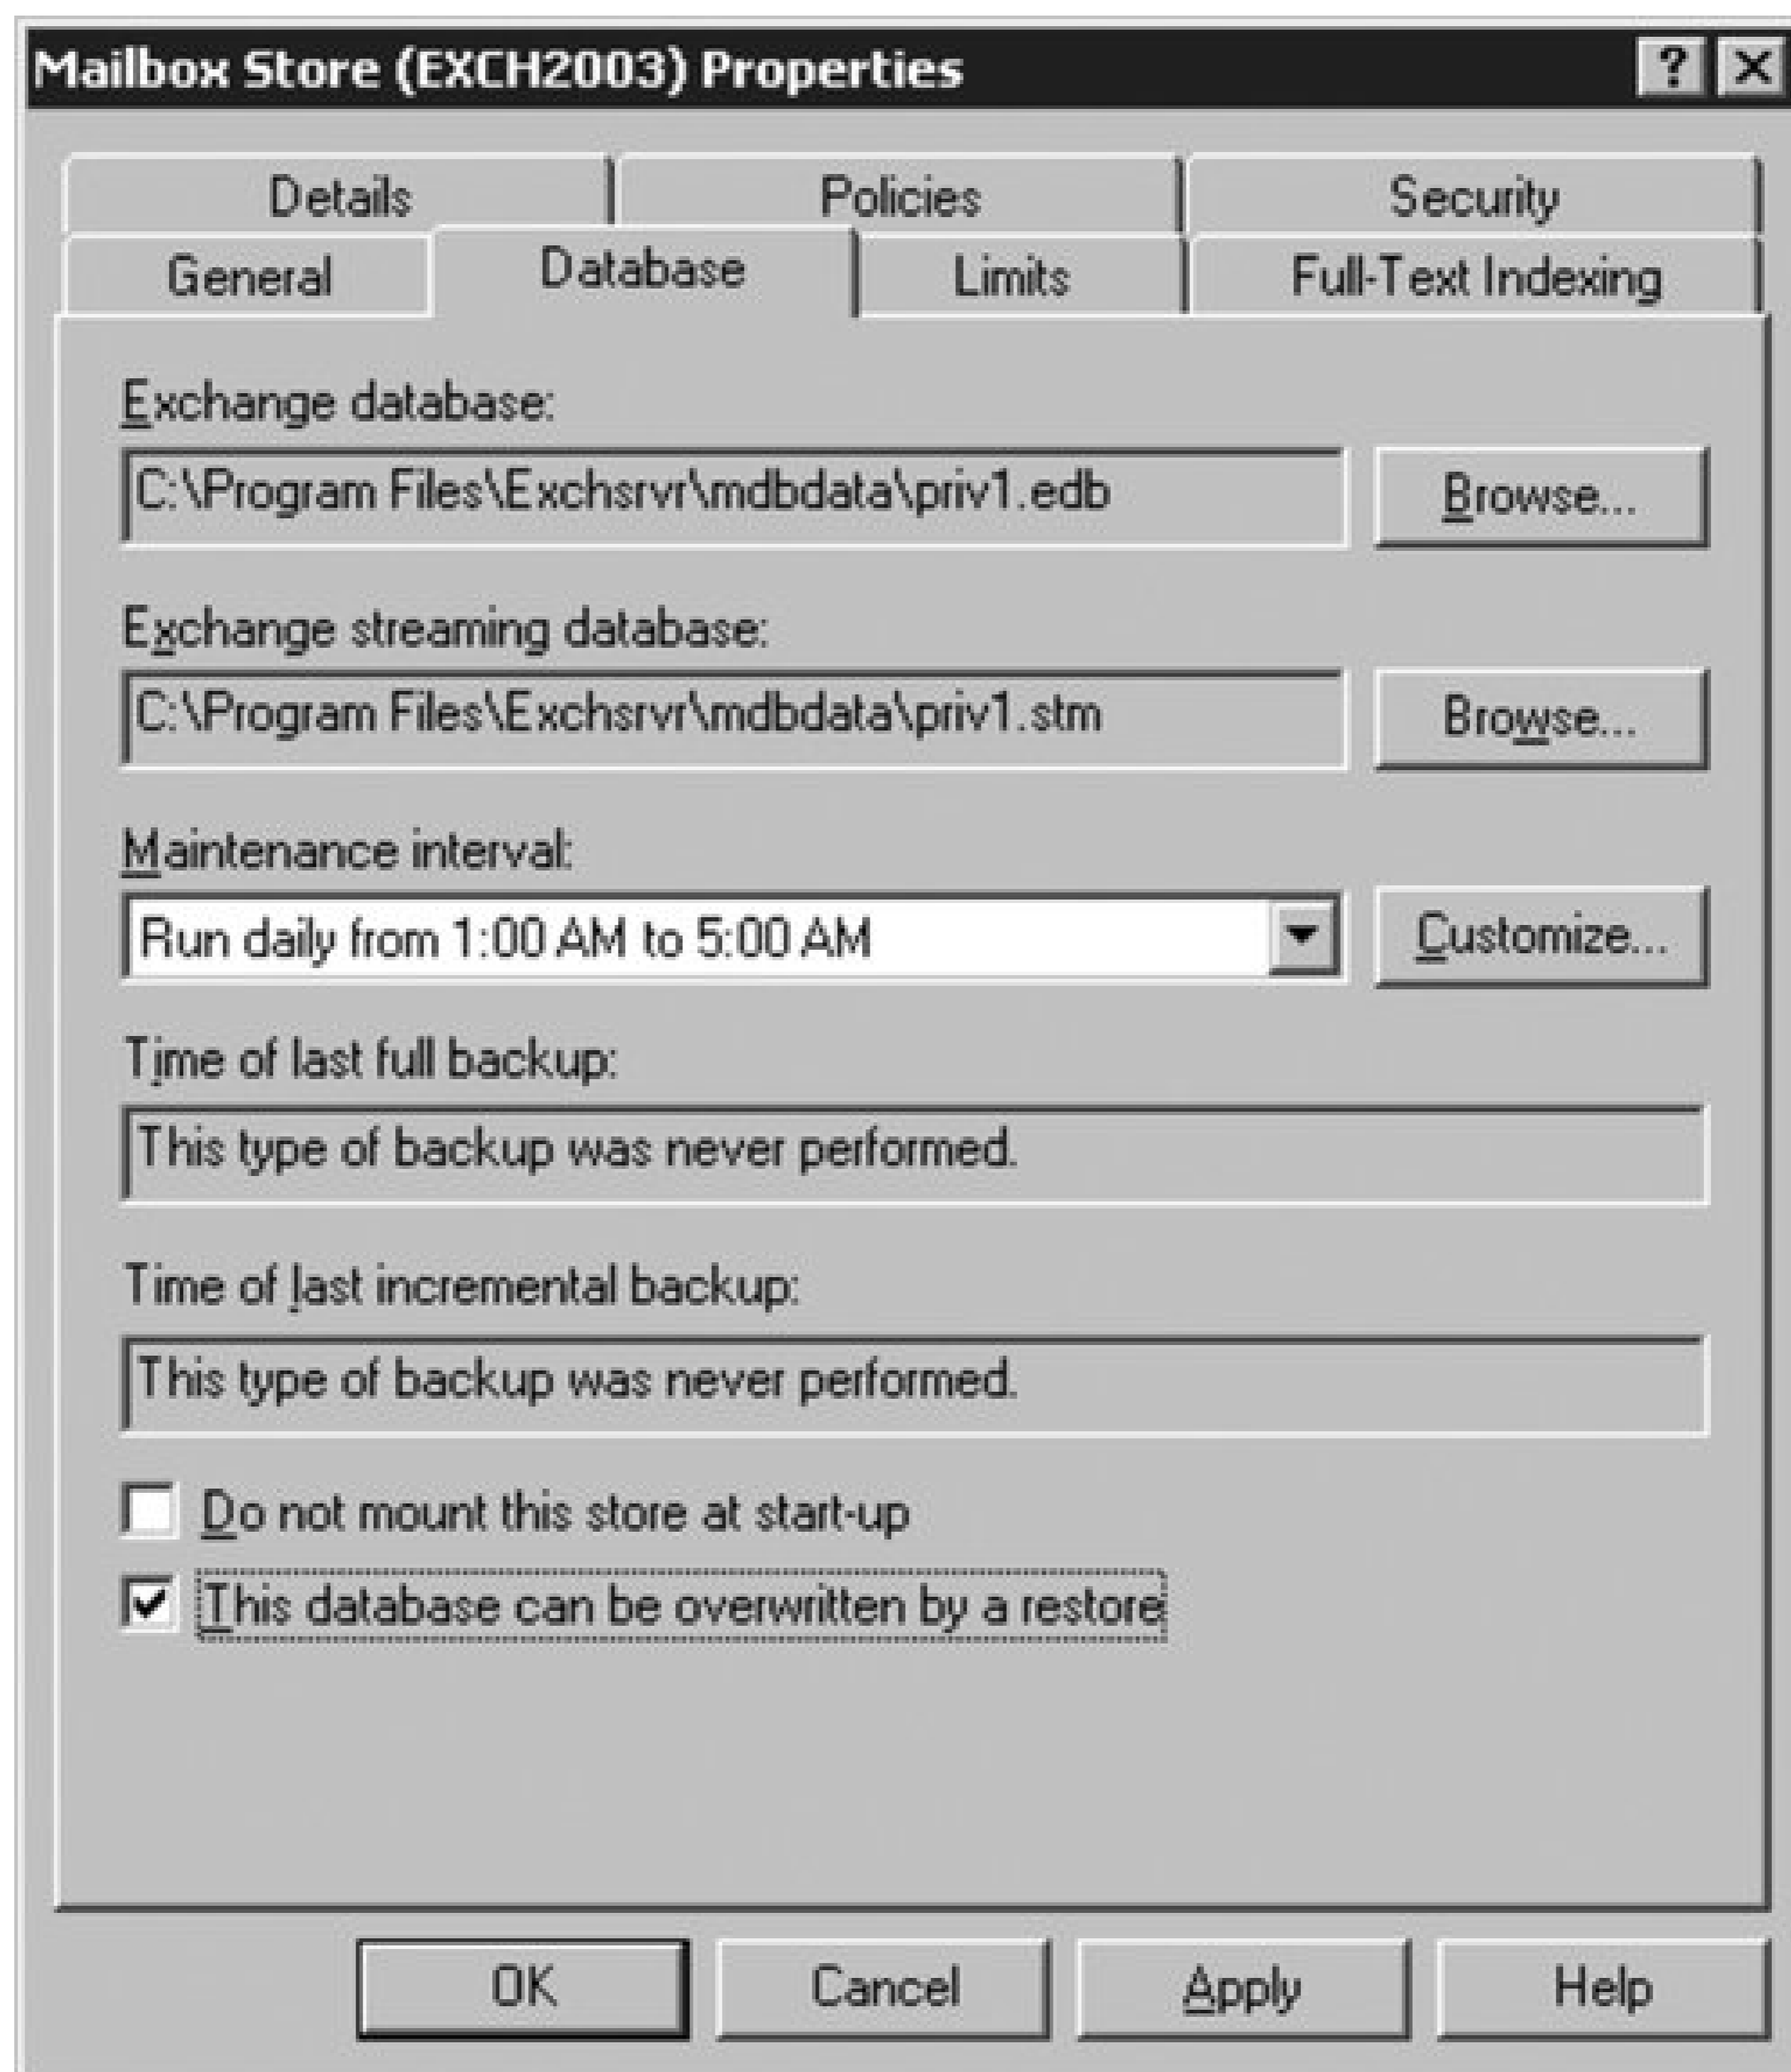 Mailbox Store (EXCH2003) Properties
Details Policies Security
General Database Limits Full-Text Indexing
Exchange database:
C:\Program Files\Exchsrvr\mdbdata\priv1.edb Browse...
Exchange streaming database:
C:\Program Files\Exchsrvr\mdbdata\priv1.stm Browse...
Maintenance interval:
Run daily from 1:00 AM to 5:00 AM Customize...
Time of last full backup:
This type of backup was never performed.
Time of last incremental backup:
This type of backup was never performed.
Do not mount this store at start-up
This database can be overwritten by a restore
OK Cancel Apply Help